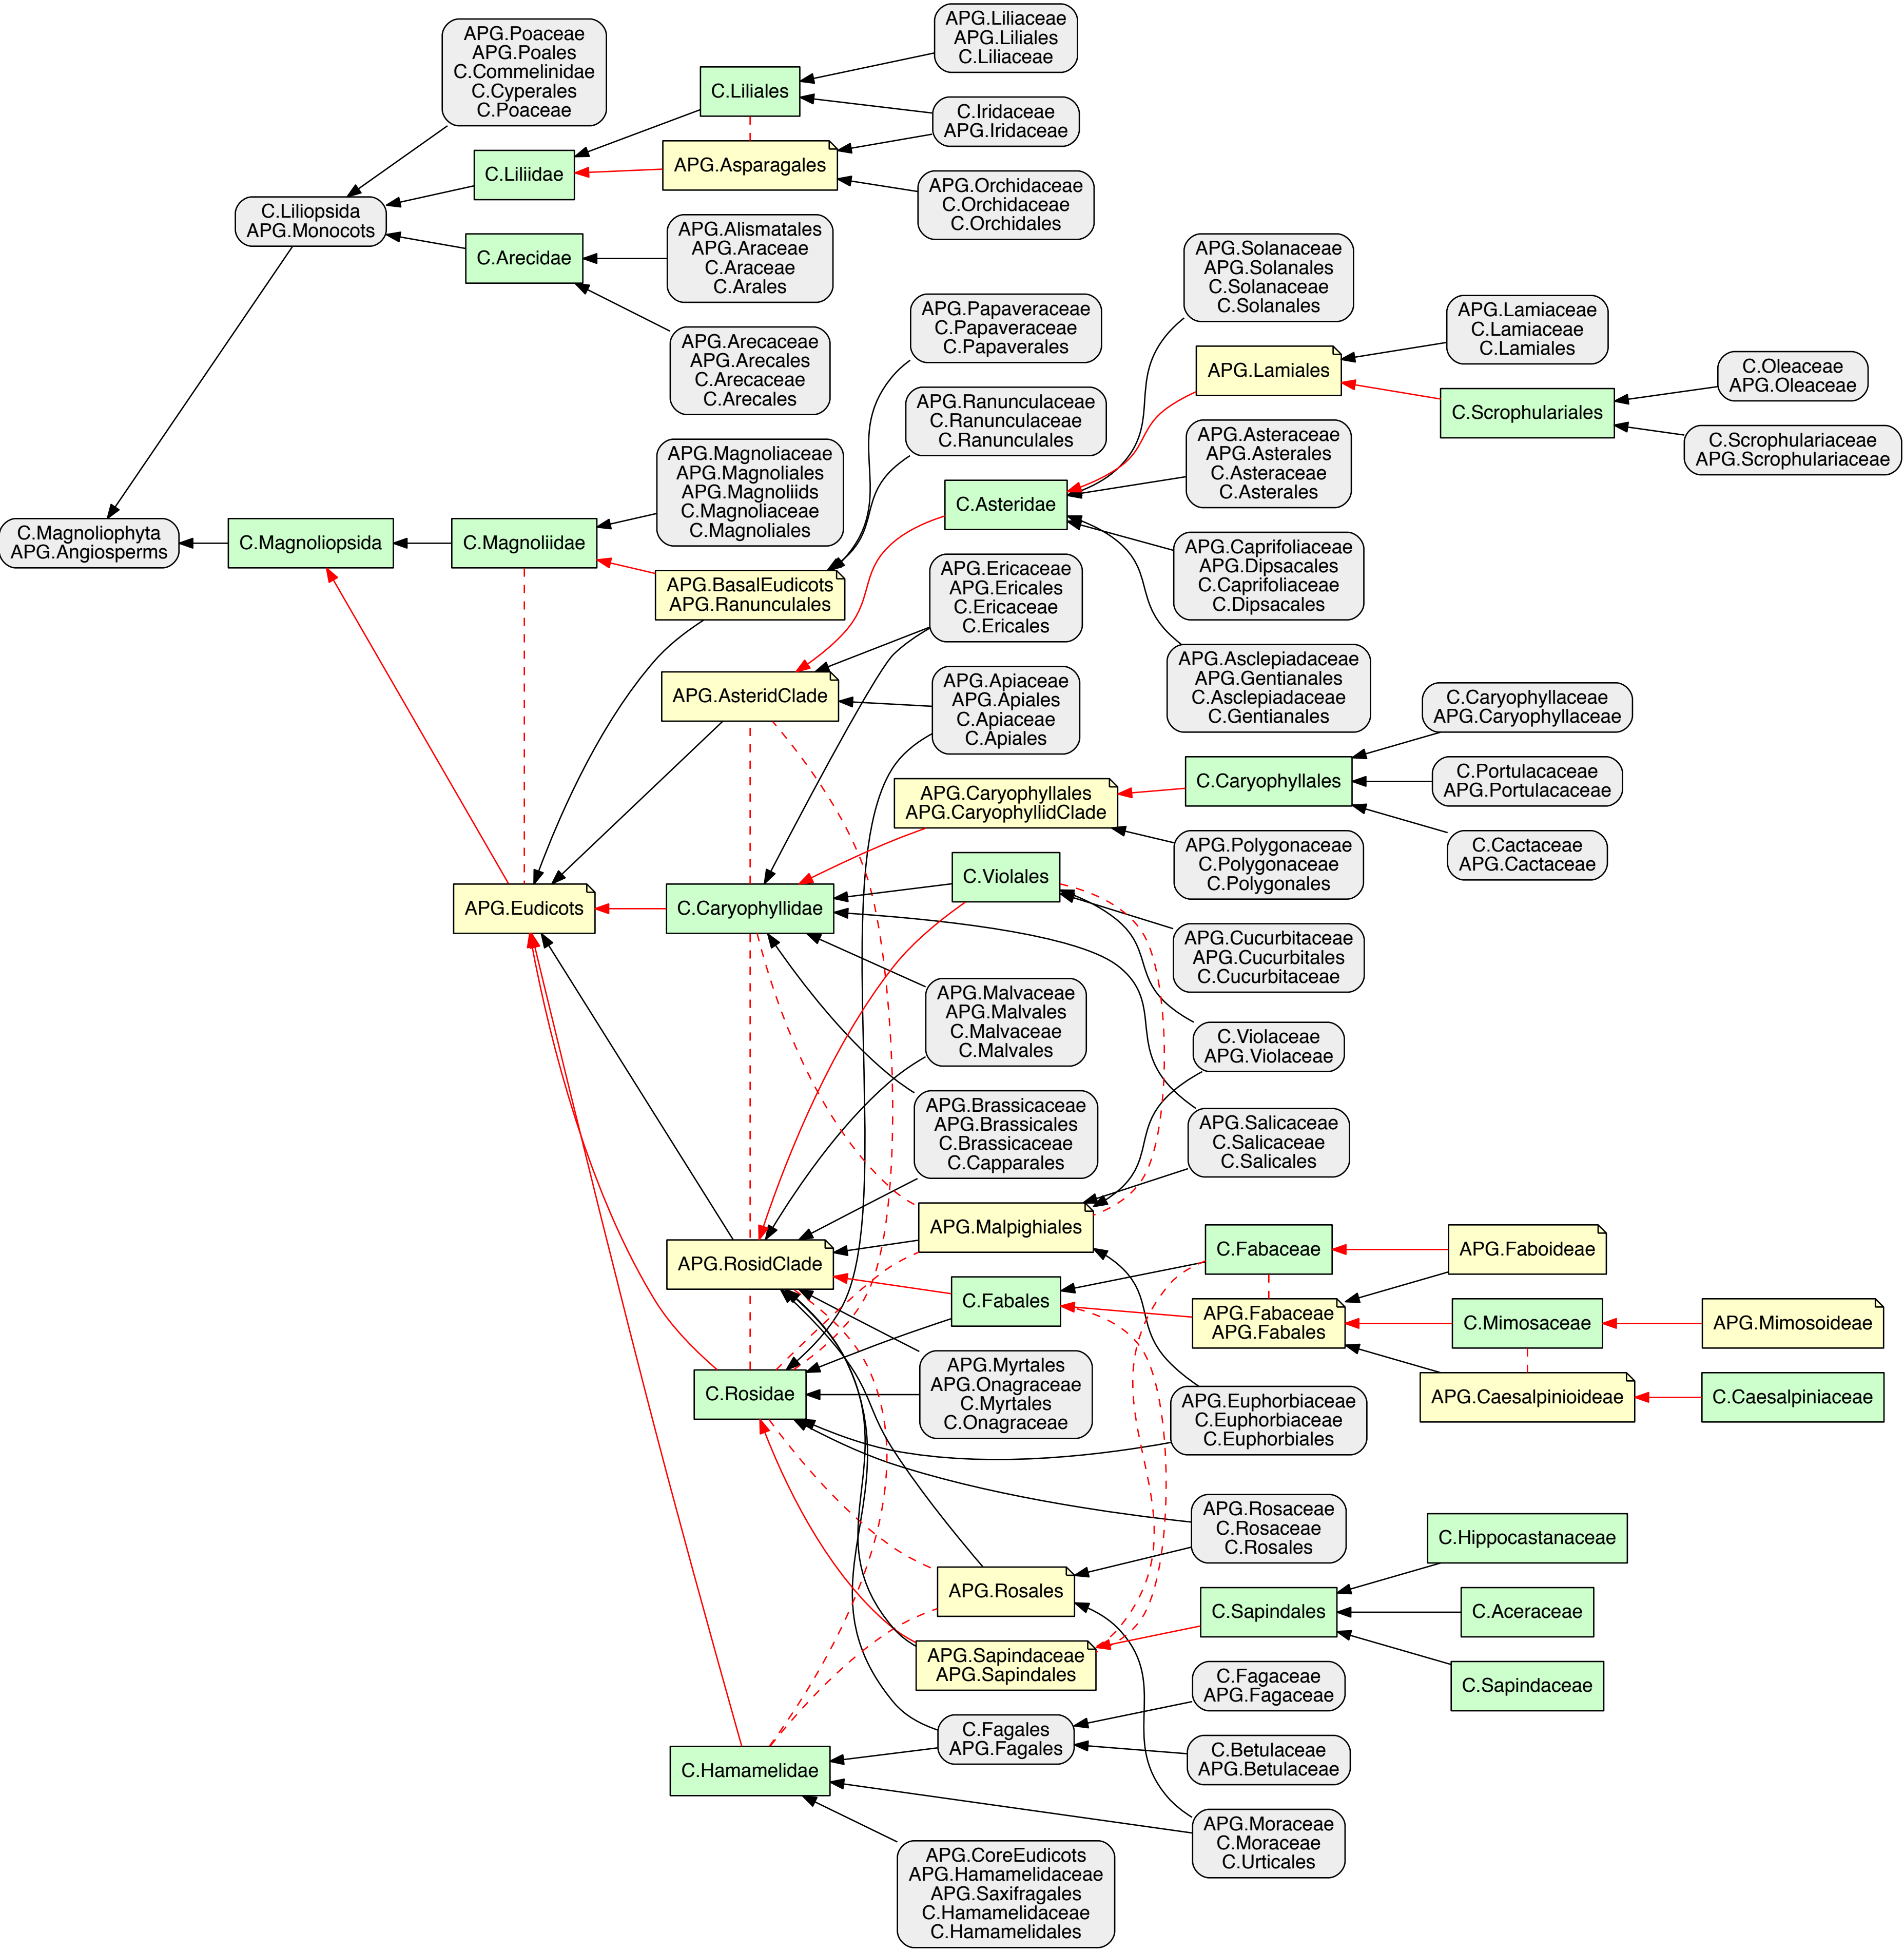 APG.Poaceae
APG.Poales
C.Commelinidae
C.Cyperales
C.Poaceae
C.Liliopsida
APG.Monocots
C.Liliidae
C.Arecidae
C.Liliales
APG.Asparagales
APG.Liliaceae
APG.Liliales
C.Liliaceae
C.Iridaceae
APG.Iridaceae
APG.Orchidaceae
C.Orchidaceae
C.Orchidales
APG.Alismatales
APG.Araceae
C.Araceae
C.Arales
APG.Arecaceae
APG.Arecales
C.Arecaceae
C.Arecales
C.Magnoliophyta
APG.Angiosperms
C.Magnoliopsida
C.Magnoliidae
APG.Magnoliaceae
APG.Magnoliales
APG.Magnoliids
C.Magnoliaceae
C.Magnoliales
APG.BasalEudicots
APG.Ranunculales
APG.Papaveraceae
C.Papaveraceae
C.Papaverales
APG.Ranunculaceae
C.Ranunculaceae
C.Ranunculales
C.Asteridae
APG.Solanaceae
APG.Solanales
C.Solanaceae
C.Solanales
APG.Lamiales
APG.Lamiaceae
C.Lamiaceae
C.Lamiales
C.Scrophulariales
C.Oleaceae
APG.Oleaceae
C.Scrophulariaceae
APG.Scrophulariaceae
APG.Asteraceae
APG.Asterales
C.Asteraceae
C.Asterales
APG.Caprifoliaceae
APG.Dipsacales
C.Caprifoliaceae
C.Dipsacales
APG.Asclepiadaceae
APG.Gentianales
C.Asclepiadaceae
C.Gentianales
APG.Ericaceae
APG.Ericales
C.Ericaceae
C.Ericales
APG.AsteridClade
APG.Apiaceae
APG.Apiales
C.Apiaceae
C.Apiales
APG.Caryophyllales
APG.CaryophyllidClade
C.Caryophyllales
C.Caryophyllaceae
APG.Caryophyllaceae
C.Portulacaceae
APG.Portulacaceae
C.Cactaceae
APG.Cactaceae
APG.Polygonaceae
C.Polygonaceae
C.Polygonales
APG.Eudicots
C.Caryophyllidae
C.Violales
APG.Cucurbitaceae
APG.Cucurbitales
C.Cucurbitaceae
APG.Malvaceae
APG.Malvales
C.Malvaceae
C.Malvales
C.Violaceae
APG.Violaceae
APG.Brassicaceae
APG.Brassicales
C.Brassicaceae
C.Capparales
APG.Salicaceae
C.Salicaceae
C.Salicales
APG.Malpighiales
APG.RosidClade
C.Fabales
C.Fabaceae
APG.Faboideae
APG.Fabaceae
APG.Fabales
C.Mimosaceae
APG.Mimosoideae
APG.Caesalpinioideae
C.Caesalpiniaceae
C.Rosidae
APG.Myrtales
APG.Onagraceae
C.Myrtales
C.Onagraceae
APG.Euphorbiaceae
C.Euphorbiaceae
C.Euphorbiales
APG.Rosaceae
C.Rosaceae
C.Rosales
APG.Rosales
APG.Sapindaceae
APG.Sapindales
C.Sapindales
C.Hippocastanaceae
C.Aceraceae
C.Sapindaceae
C.Fagaceae
APG.Fagaceae
C.Fagales
APG.Fagales
C.Betulaceae
APG.Betulaceae
C.Hamamelidae
APG.Moraceae
C.Moraceae
C.Urticales
APG.CoreEudicots
APG.Hamamelidaceae
APG.Saxifragales
C.Hamamelidaceae
C.Hamamelidales